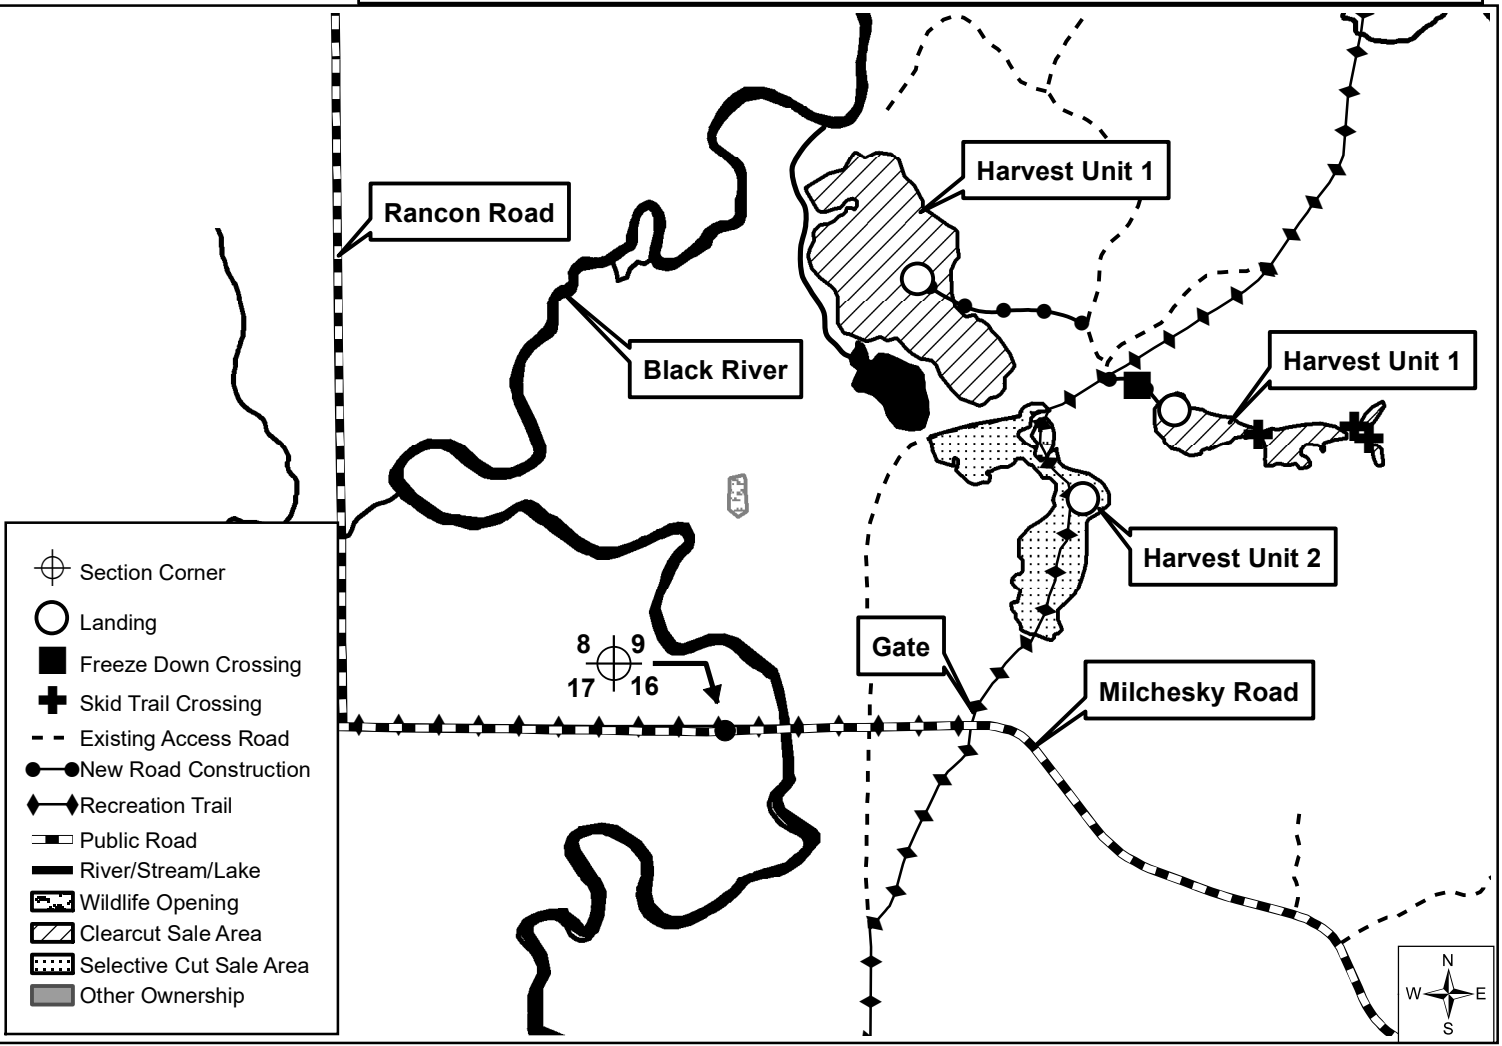 Harvest Unit 1
Rancon Road
Harvest Unit 1
Black River
Harvest Unit 2
Gate
8 9
17 16
Milchesky Road
Section Corner
Landing
Freeze Down Crossing
Skid Trail Crossing
Existing Access Road
New Road Construction
Recreation Trail
Public Road
River/Stream/Lake
Wildlife Opening
Clearcut Sale Area
Selective Cut Sale Area
Other Ownership
N
W E
S